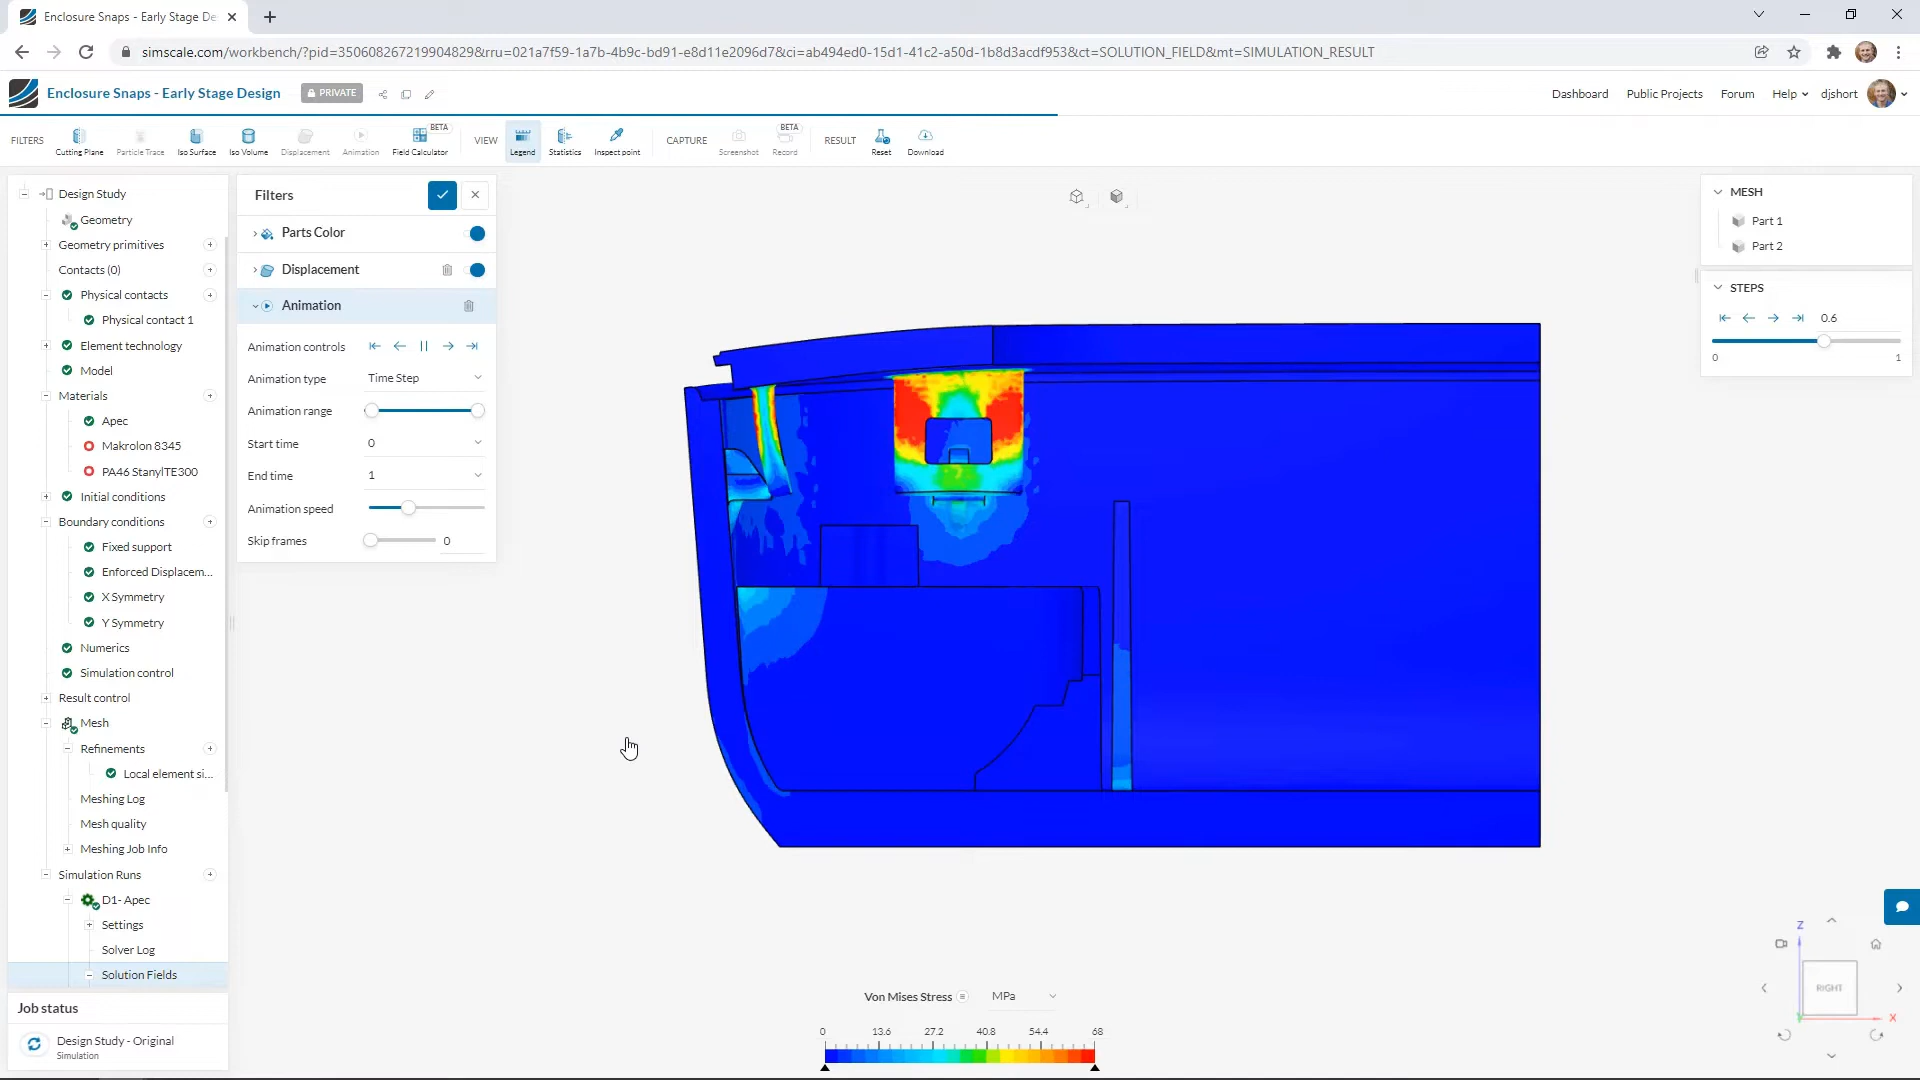 Enclosure Snaps - Early Stage De
simscale.com/workbench/?pid=350608267219904829&rru=021a7f59-1a7b-4b9c-bd91-e8d11e2096d7&ci=ab494ed0-15d1-41c2-a50d-1b8d3acdf953&ct=SOLUTION_FIELD&mt=SIMULATION_RESULT
Enclosure Snaps - Early Stage Design
PRIVATE
Dashboard
Public Projects
Forum
Help
djshort
FILTERS
Cutting Plane
Particle Trace
Iso Surface
Iso Volume
Displacement
Animation
BETA
Field Calculator
VIEW
Legend
Statistics
Inspect point
CAPTURE
Screenshot
BETA
Record
RESULT
Reset
Download
Design Study
Geometry
Geometry primitives
Contacts (0)
Physical contacts
Physical contact 1
Element technology
Model
Materials
Apec
Makrolon 8345
PA46 StanylTE300
Initial conditions
Boundary conditions
Fixed support
Enforced Displacem...
X Symmetry
Y Symmetry
Numerics
Simulation control
Result control
Mesh
Refinements
Local element si...
Meshing Log
Mesh quality
Meshing Job Info
Simulation Runs
D1- Apec
Settings
Solver Log
Solution Fields
Job status
Design Study - Original
Simulation
Filters
Parts Color
Displacement
Animation
Animation controls
Animation type
Time Step
Animation range
Start time
0
End time
1
Animation speed
Skip frames
0
MESH
Part 1
Part 2
STEPS
0.6
0
1
Von Mises Stress
MPa
0
13.6
27.2
40.8
54.4
68
Z
RIGHT
X